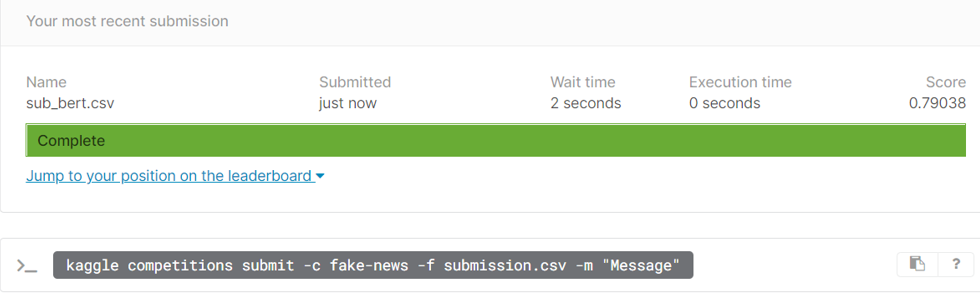 Your most recent submission
Name Submitted Wait time Execution time Score
sub_bert.csv just now 2 seconds 0 seconds 0.79038
Complete
Jump to your position on the leaderboard
>_ kaggle competitions submit -c fake-news -f submission.csv -m "Message" ?